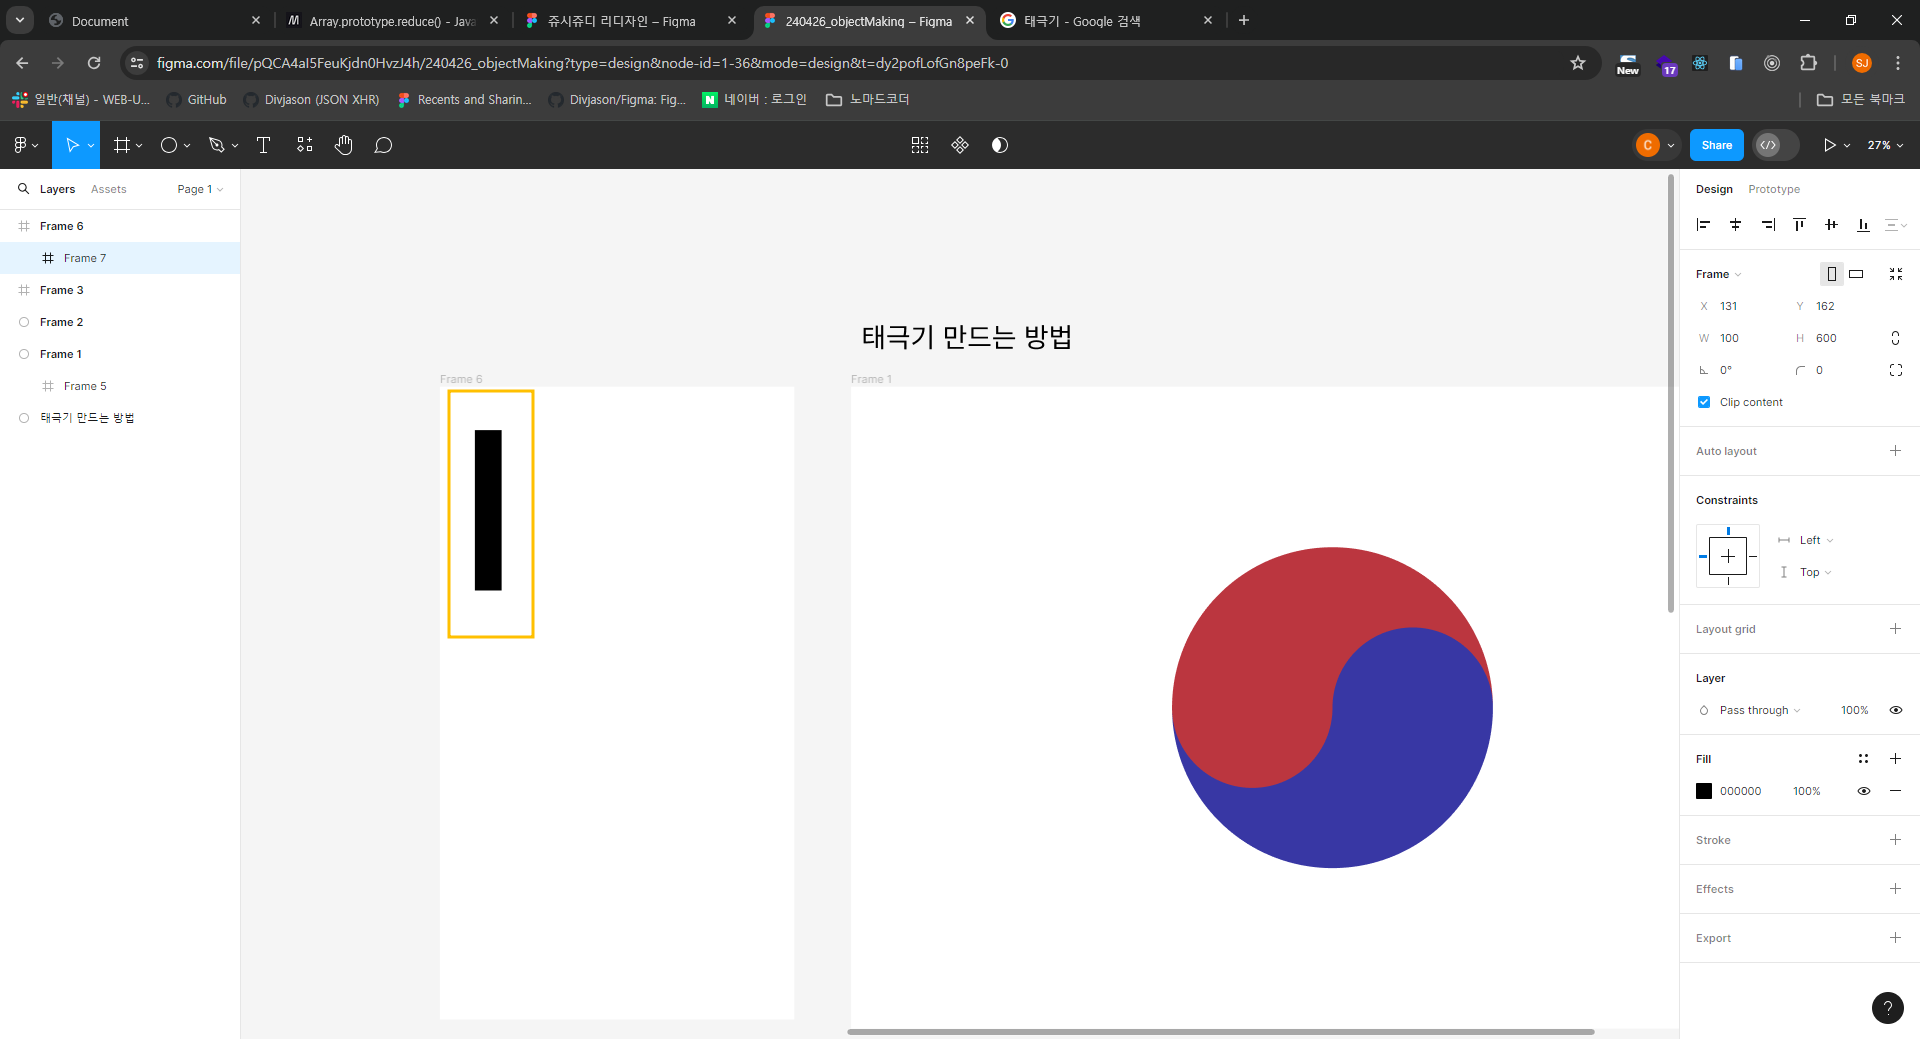 Document
Array.prototype.reduce() - Java
쥬시쥬디 리디자인 – Figma
240426_objectMaking – Figma
태극기 - Google 검색
figma.com/file/pQCA4aI5FeuKjdn0HvzJ4h/240426_objectMaking?type=design&node-id=1-36&mode=design&t=dy2pofLofGn8peFk-0
New
17
SJ
일반(채널) - WEB-U...
GitHub
Divjason (JSON XHR)
Recents and Sharin...
Divjason/Figma: Fig...
N
네이버 : 로그인
노마드코더
모든 북마크
T
C
Share
27%
Layers
Assets
Page 1
Frame 6
Frame 7
Frame 3
Frame 2
Frame 1
Frame 5
태극기 만드는 방법
태극기 만드는 방법
Frame 6
Frame 1
Design
Prototype
Frame
X 131
Y 162
W 100
H 600
0°
0
Clip content
Auto layout
Constraints
Left
Top
Layout grid
Layer
Pass through
100%
Fill
000000
100%
Stroke
Effects
Export
?